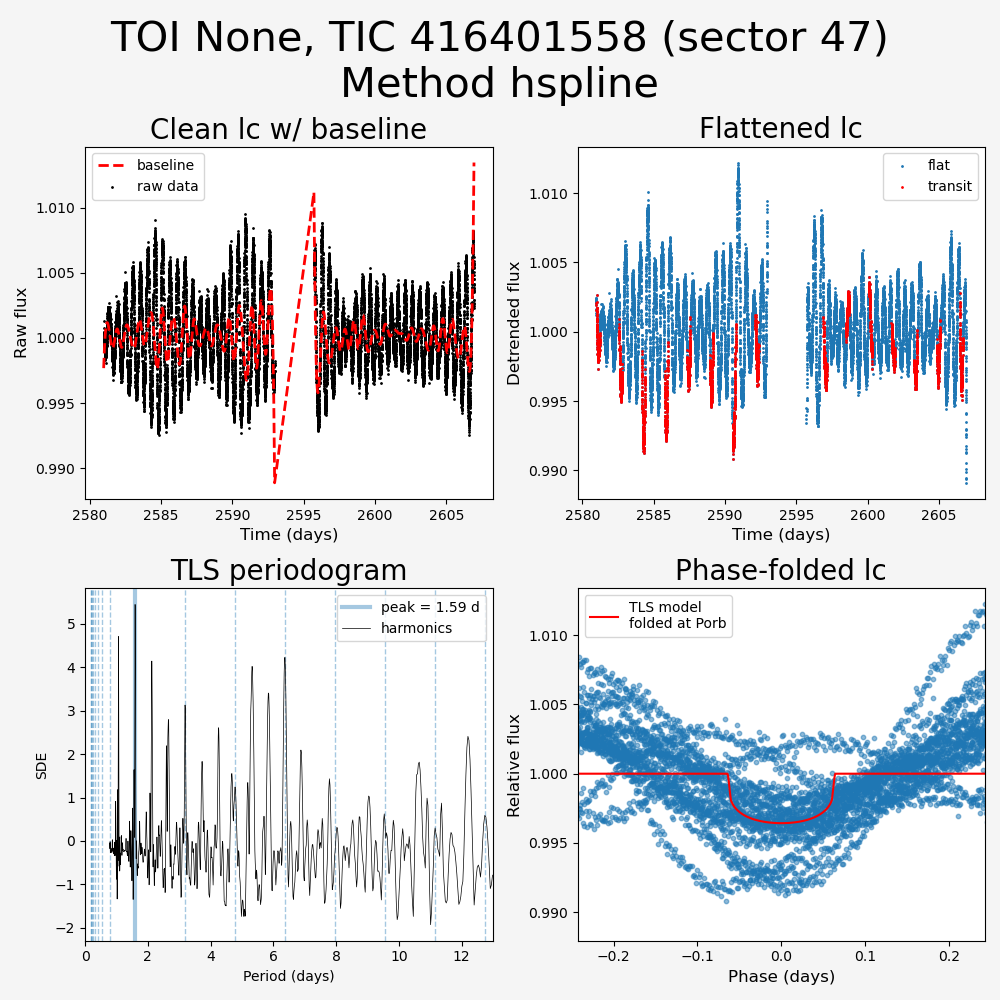 TOI None, TIC 416401558 (sector 47)
Method hspline
Clean lc w/ baseline
Raw flux
1.010
1.005
1.000
0.995
0.990
baseline
raw data
2580
2585
2590
2595
2600
2605
Time (days)
Flattened lc
Detrended flux
1.010
1.005
1.000
0.995
0.990
flat
transit
2580
2585
2590
2595
2600
2605
Time (days)
TLS periodogram
SDE
5
4
3
2
1
0
−1
−2
peak = 1.59 d
harmonics
0
2
4
6
8
10
12
Period (days)
Phase-folded lc
Relative flux
1.010
1.005
1.000
0.995
0.990
TLS model
folded at Porb
−0.2
−0.1
0.0
0.1
0.2
Phase (days)